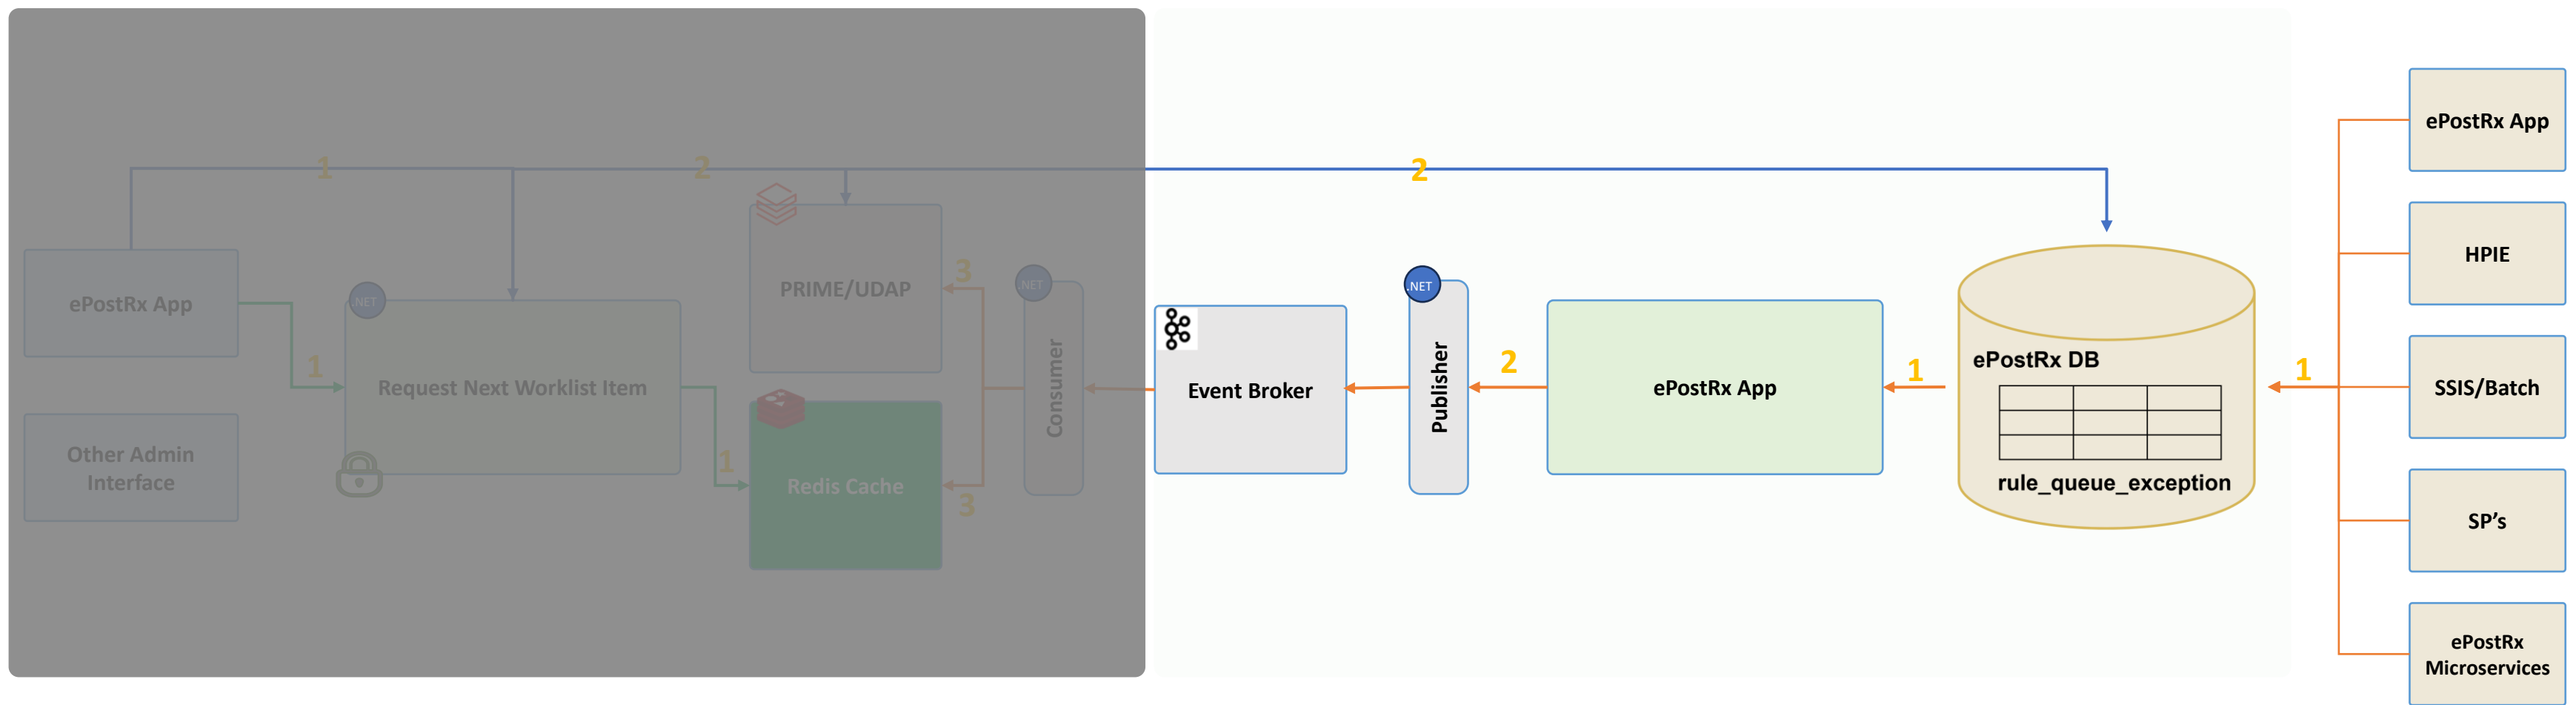 1
2
2
ePostRx App
1
.NET
Request Next Worklist Item
Other Admin
Interface
PRIME/UDAP
1
Redis Cache
3
3
.NET
Consumer
Event Broker
.NET
Publisher
2
ePostRx App
1
ePostRx DB
rule_queue_exception
1
ePostRx App
HPIE
SSIS/Batch
SP’s
ePostRx
Microservices